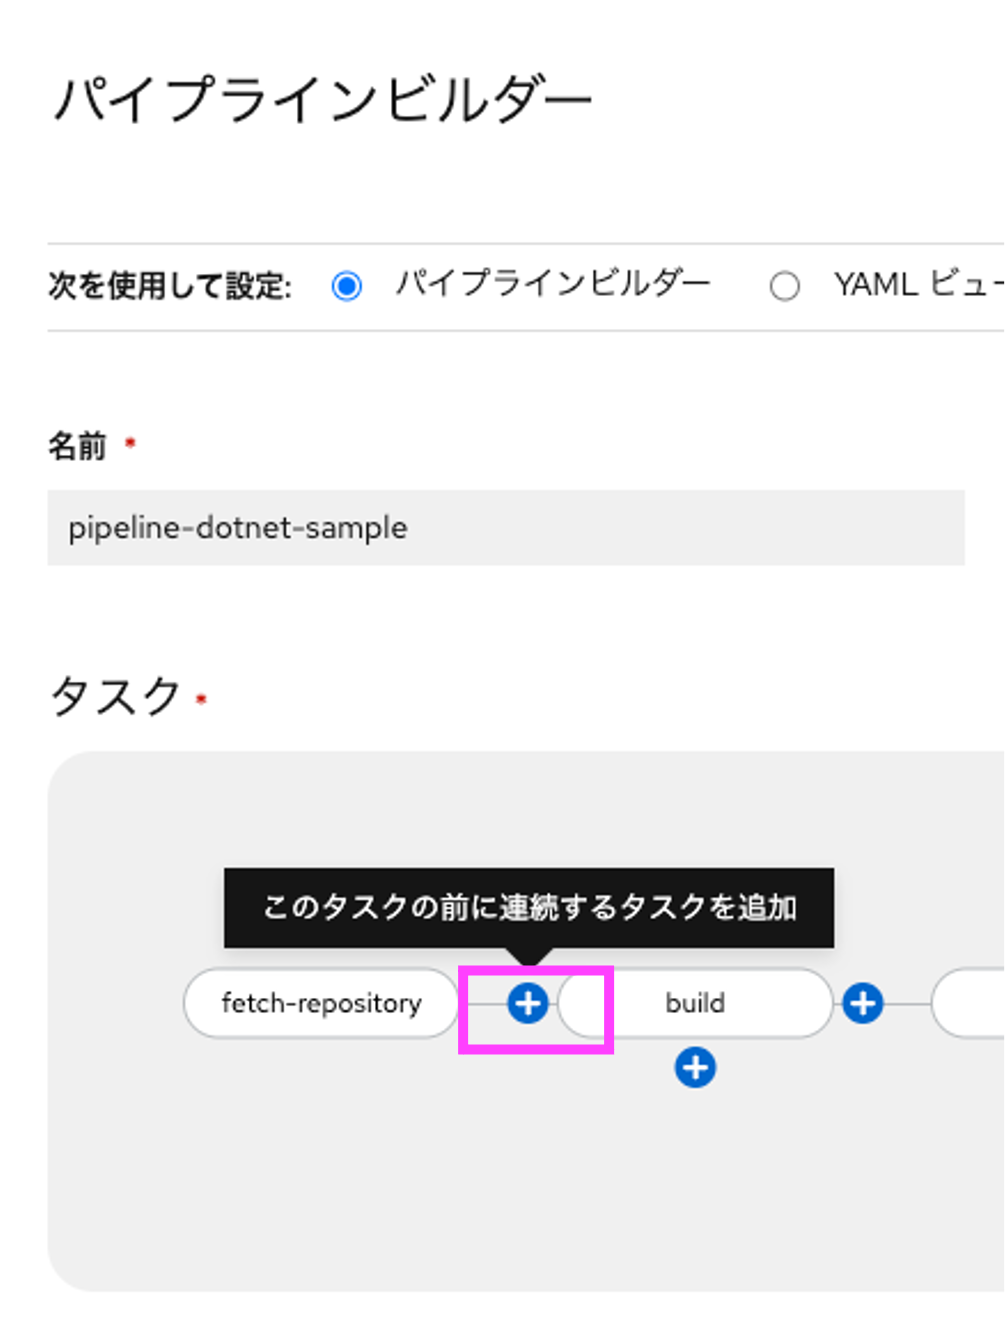 パイプラインビルダー
次を使用して設定: パイプラインビルダー YAML ビュー
名前 *
pipeline-dotnet-sample
タスク *
このタスクの前に連続するタスクを追加
fetch-repository build